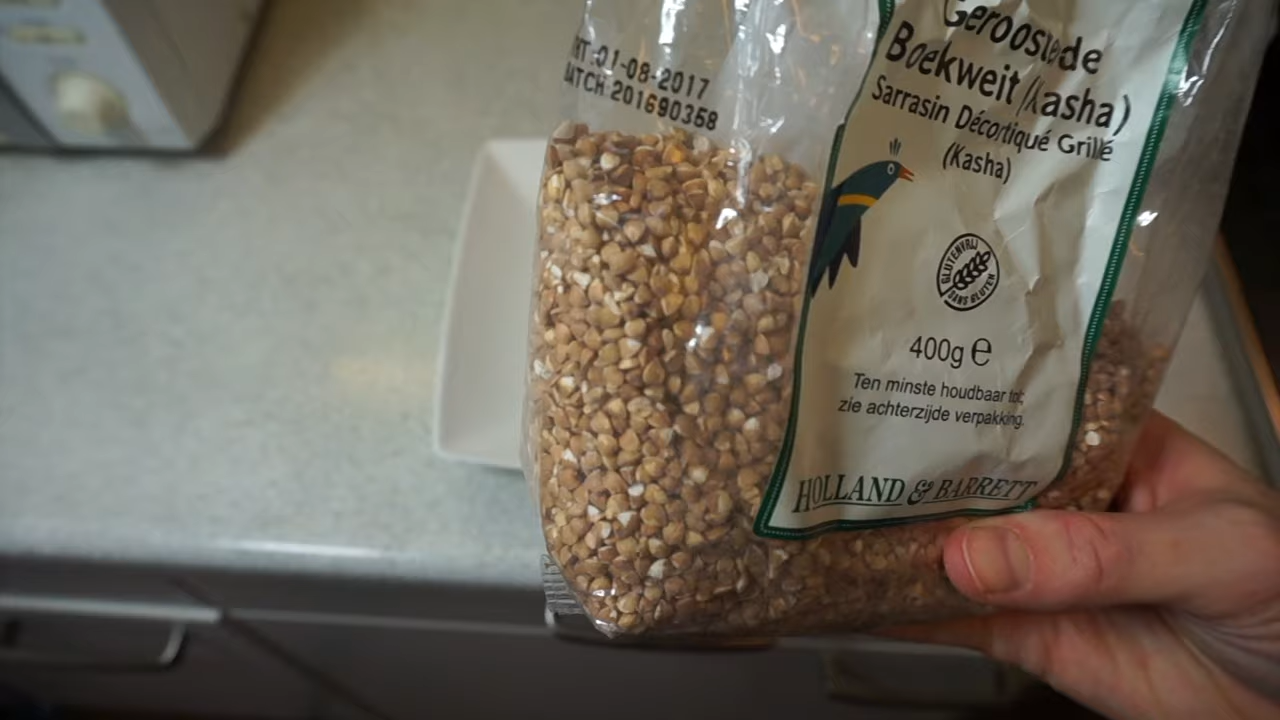 THT:01-08-2017
BATCH 201690358
Geroosterde
Boekweit (Kasha)
Sarrasin Décortiqué Grillé
(Kasha)
GLUTENVRIJ
SANS GLUTEN
400g ℮
Ten minste houdbaar tot:
zie achterzijde verpakking.
HOLLAND & BARRETT